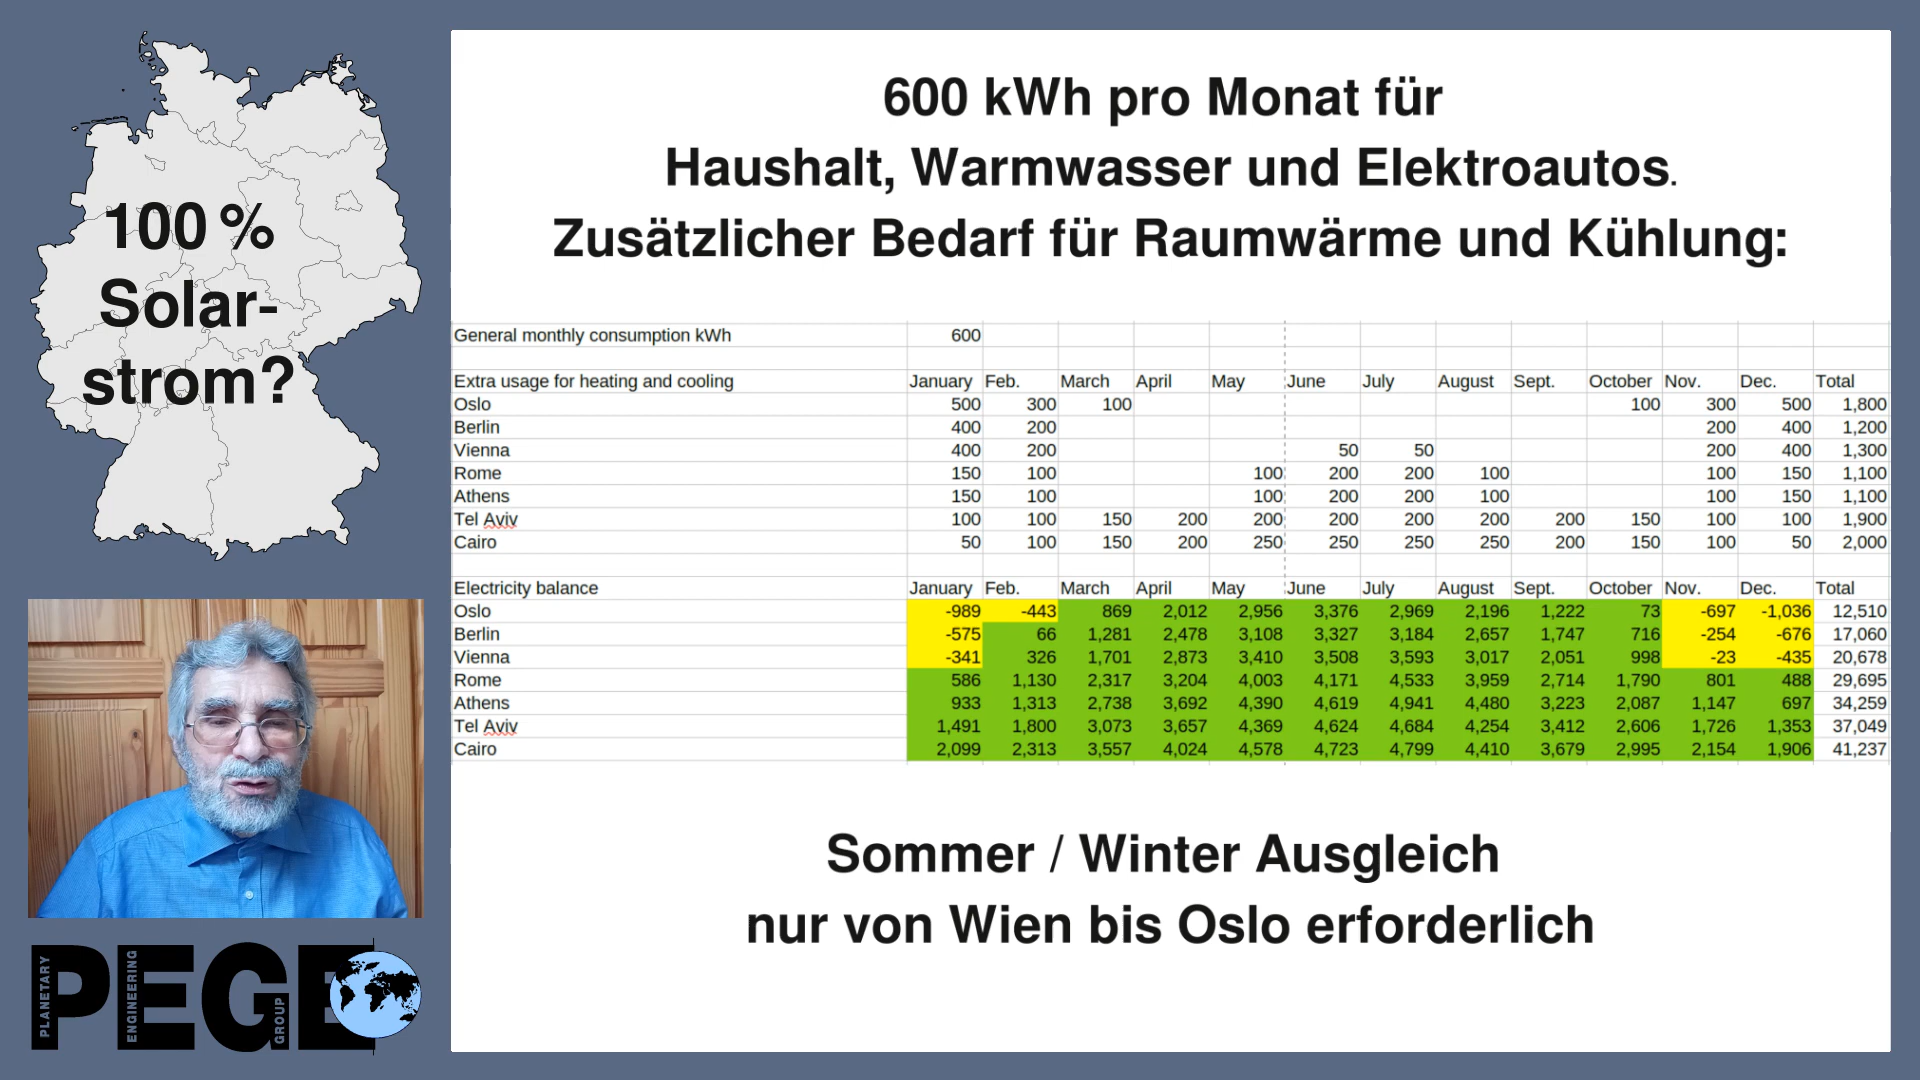 100 %
Solar-
strom?
600 kWh pro Monat für
Haushalt, Warmwasser und Elektroautos.
Zusätzlicher Bedarf für Raumwärme und Kühlung:
General monthly consumption kWh 600
Extra usage for heating and cooling January Feb. March April May June July August Sept. October Nov. Dec. Total
Oslo 500 300 100 100 300 500 1,800
Berlin 400 200 200 400 1,200
Vienna 400 200 50 50 200 400 1,300
Rome 150 100 100 200 200 100 100 150 1,100
Athens 150 100 100 200 200 100 100 150 1,100
Tel Aviv 100 100 150 200 200 200 200 200 200 150 100 100 1,900
Cairo 50 100 150 200 250 250 250 250 200 150 100 50 2,000
Electricity balance January Feb. March April May June July August Sept. October Nov. Dec. Total
Oslo -989 -443 869 2,012 2,956 3,376 2,969 2,196 1,222 73 -697 -1,036 12,510
Berlin -575 66 1,281 2,478 3,108 3,327 3,184 2,657 1,747 716 -254 -676 17,060
Vienna -341 326 1,701 2,873 3,410 3,508 3,593 3,017 2,051 998 -23 -435 20,678
Rome 586 1,130 2,317 3,204 4,003 4,171 4,533 3,959 2,714 1,790 801 488 29,695
Athens 933 1,313 2,738 3,692 4,390 4,619 4,941 4,480 3,223 2,087 1,147 697 34,259
Tel Aviv 1,491 1,800 3,073 3,657 4,369 4,624 4,684 4,254 3,412 2,606 1,726 1,353 37,049
Cairo 2,099 2,313 3,557 4,024 4,578 4,723 4,799 4,410 3,679 2,995 2,154 1,906 41,237
Sommer / Winter Ausgleich
nur von Wien bis Oslo erforderlich
PEGE
PLANETARY
ENGINEERING
GROUP